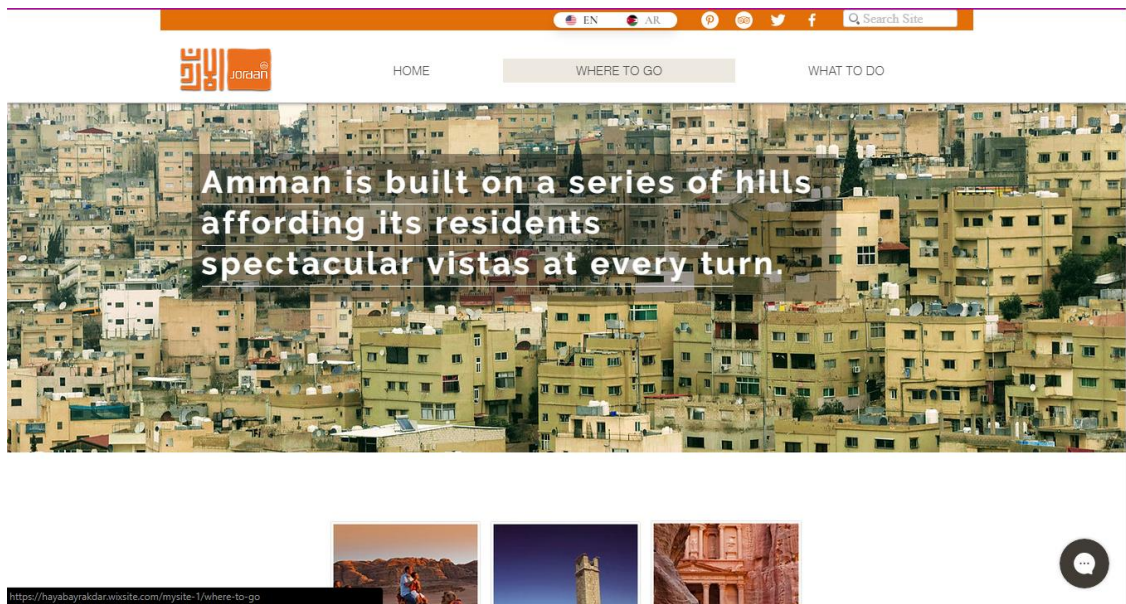 EN AR Search Site
الأردن Jordan
HOME WHERE TO GO WHAT TO DO
Amman is built on a series of hills
affording its residents
spectacular vistas at every turn.
https://hayabayrakdar.wixsite.com/mysite-1/where-to-go